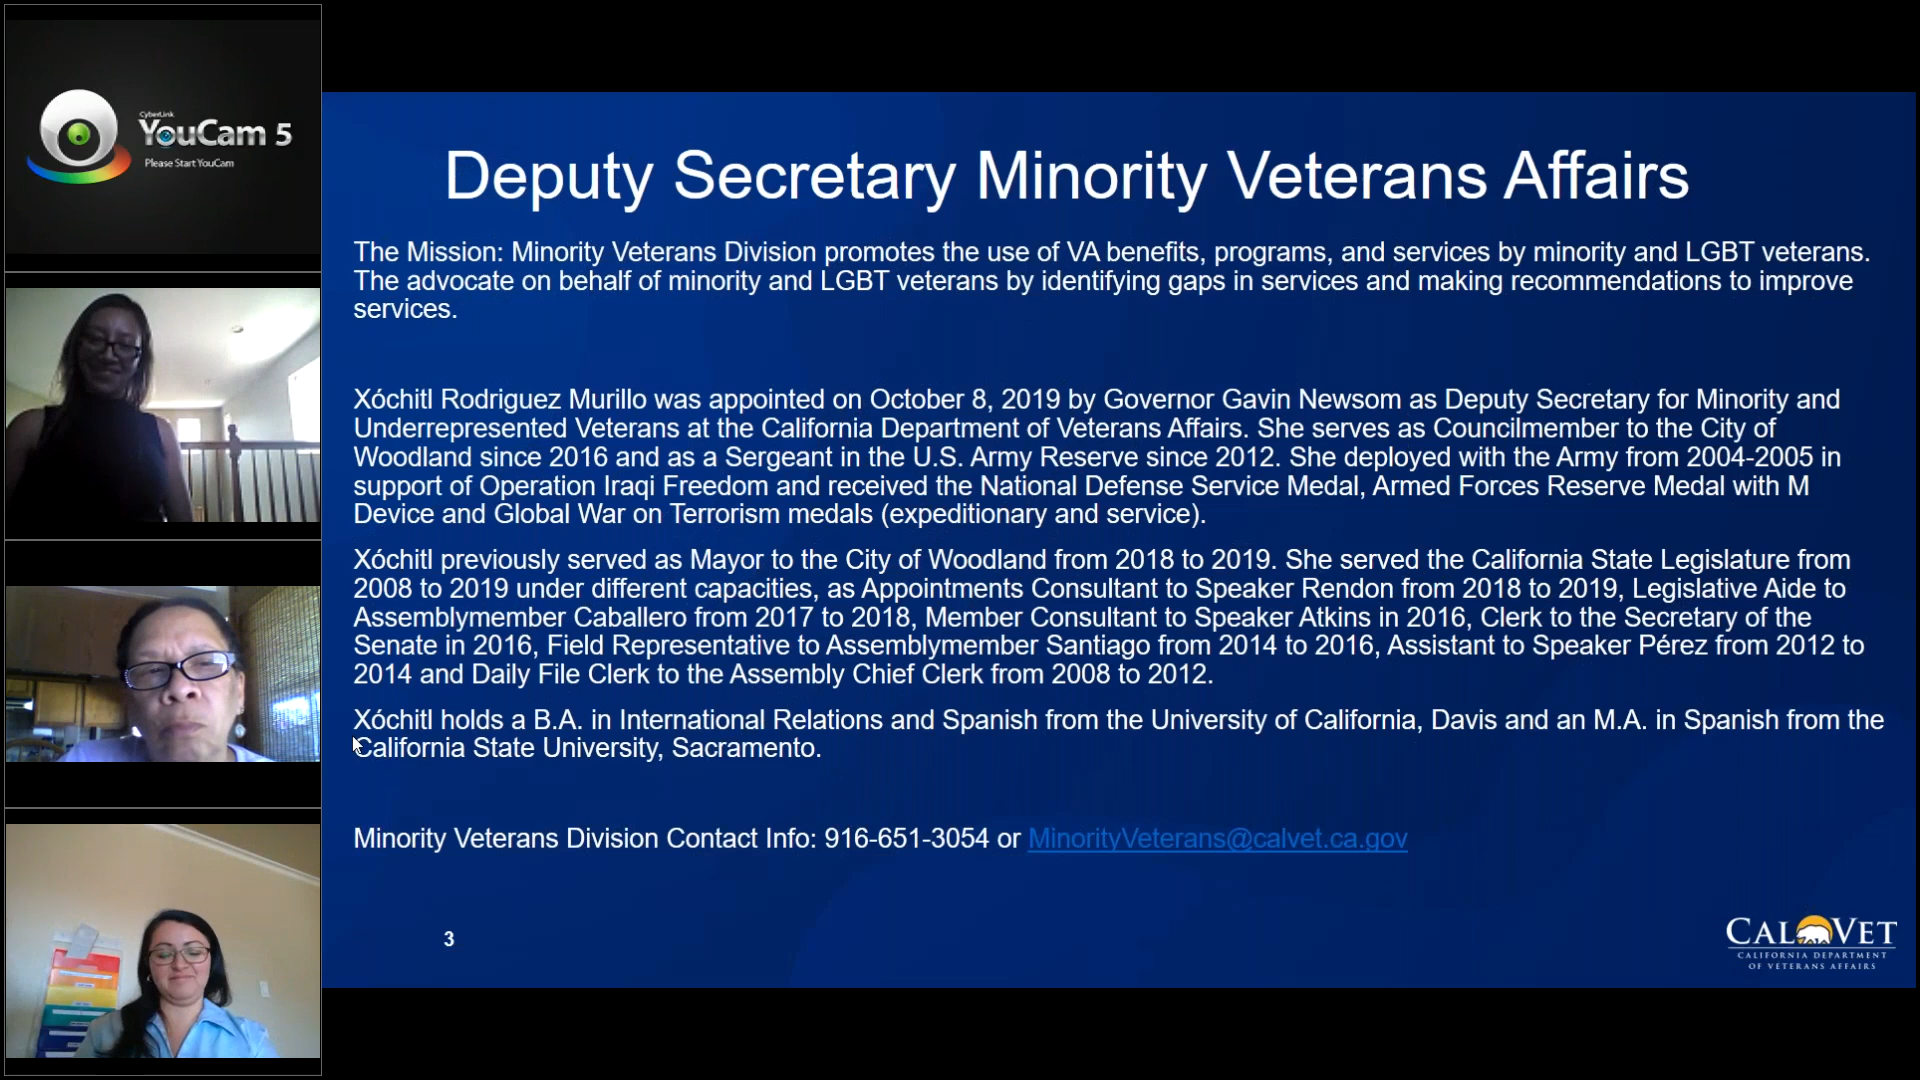 CyberLink
YouCam 5
Please Start YouCam
Deputy Secretary Minority Veterans Affairs
The Mission: Minority Veterans Division promotes the use of VA benefits, programs, and services by minority and LGBT veterans.
The advocate on behalf of minority and LGBT veterans by identifying gaps in services and making recommendations to improve
services.
Xóchitl Rodriguez Murillo was appointed on October 8, 2019 by Governor Gavin Newsom as Deputy Secretary for Minority and
Underrepresented Veterans at the California Department of Veterans Affairs. She serves as Councilmember to the City of
Woodland since 2016 and as a Sergeant in the U.S. Army Reserve since 2012. She deployed with the Army from 2004-2005 in
support of Operation Iraqi Freedom and received the National Defense Service Medal, Armed Forces Reserve Medal with M
Device and Global War on Terrorism medals (expeditionary and service).
Xóchitl previously served as Mayor to the City of Woodland from 2018 to 2019. She served the California State Legislature from
2008 to 2019 under different capacities, as Appointments Consultant to Speaker Rendon from 2018 to 2019, Legislative Aide to
Assemblymember Caballero from 2017 to 2018, Member Consultant to Speaker Atkins in 2016, Clerk to the Secretary of the
Senate in 2016, Field Representative to Assemblymember Santiago from 2014 to 2016, Assistant to Speaker Pérez from 2012 to
2014 and Daily File Clerk to the Assembly Chief Clerk from 2008 to 2012.
Xóchitl holds a B.A. in International Relations and Spanish from the University of California, Davis and an M.A. in Spanish from the
California State University, Sacramento.
Minority Veterans Division Contact Info: 916-651-3054 or MinorityVeterans@calvet.ca.gov
3
CALVET
CALIFORNIA DEPARTMENT
OF VETERANS AFFAIRS